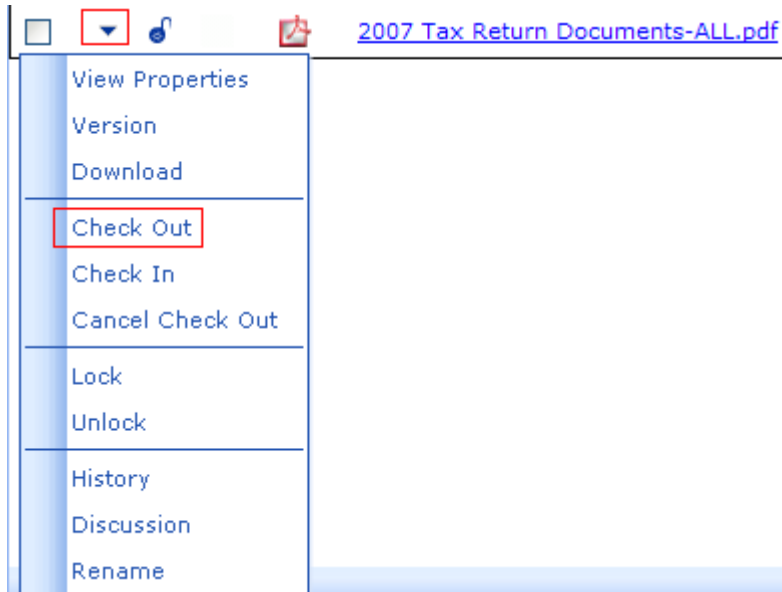 2007 Tax Return Documents-ALL.pdf
View Properties
Version
Download
Check Out
Check In
Cancel Check Out
Lock
Unlock
History
Discussion
Rename